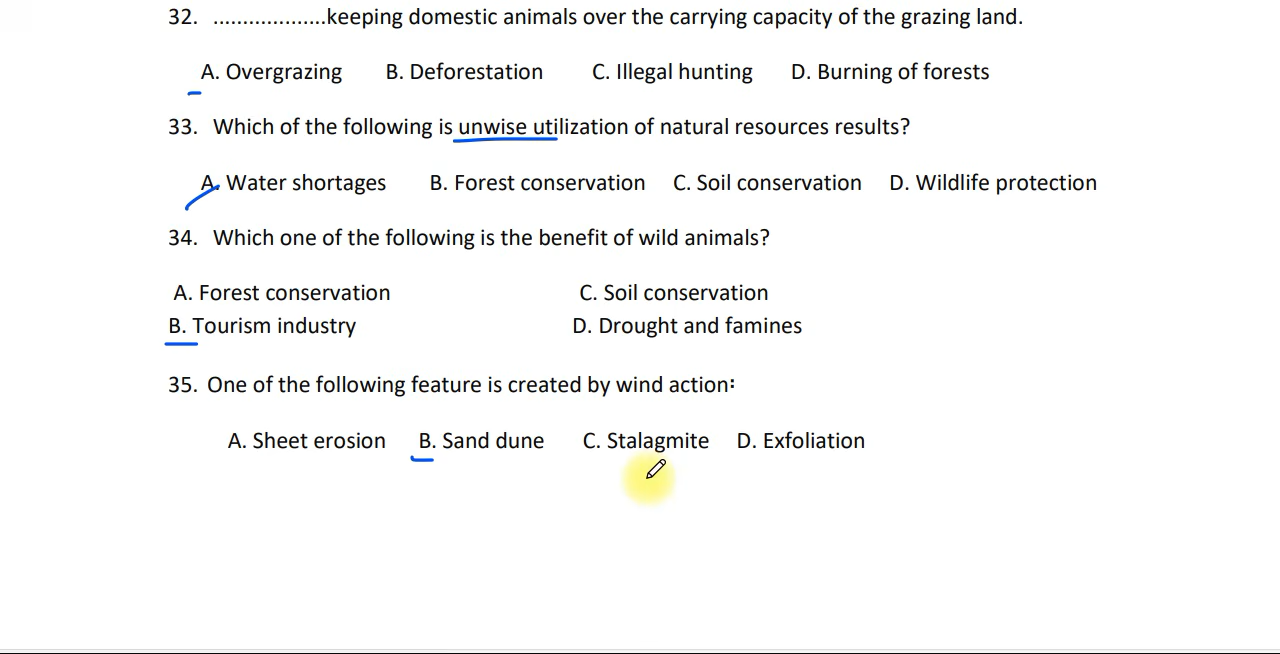 32. ...................keeping domestic animals over the carrying capacity of the grazing land.
A. Overgrazing B. Deforestation C. Illegal hunting D. Burning of forests
33. Which of the following is unwise utilization of natural resources results?
A. Water shortages B. Forest conservation C. Soil conservation D. Wildlife protection
34. Which one of the following is the benefit of wild animals?
A. Forest conservation C. Soil conservation
B. Tourism industry D. Drought and famines
35. One of the following feature is created by wind action:
A. Sheet erosion B. Sand dune C. Stalagmite D. Exfoliation